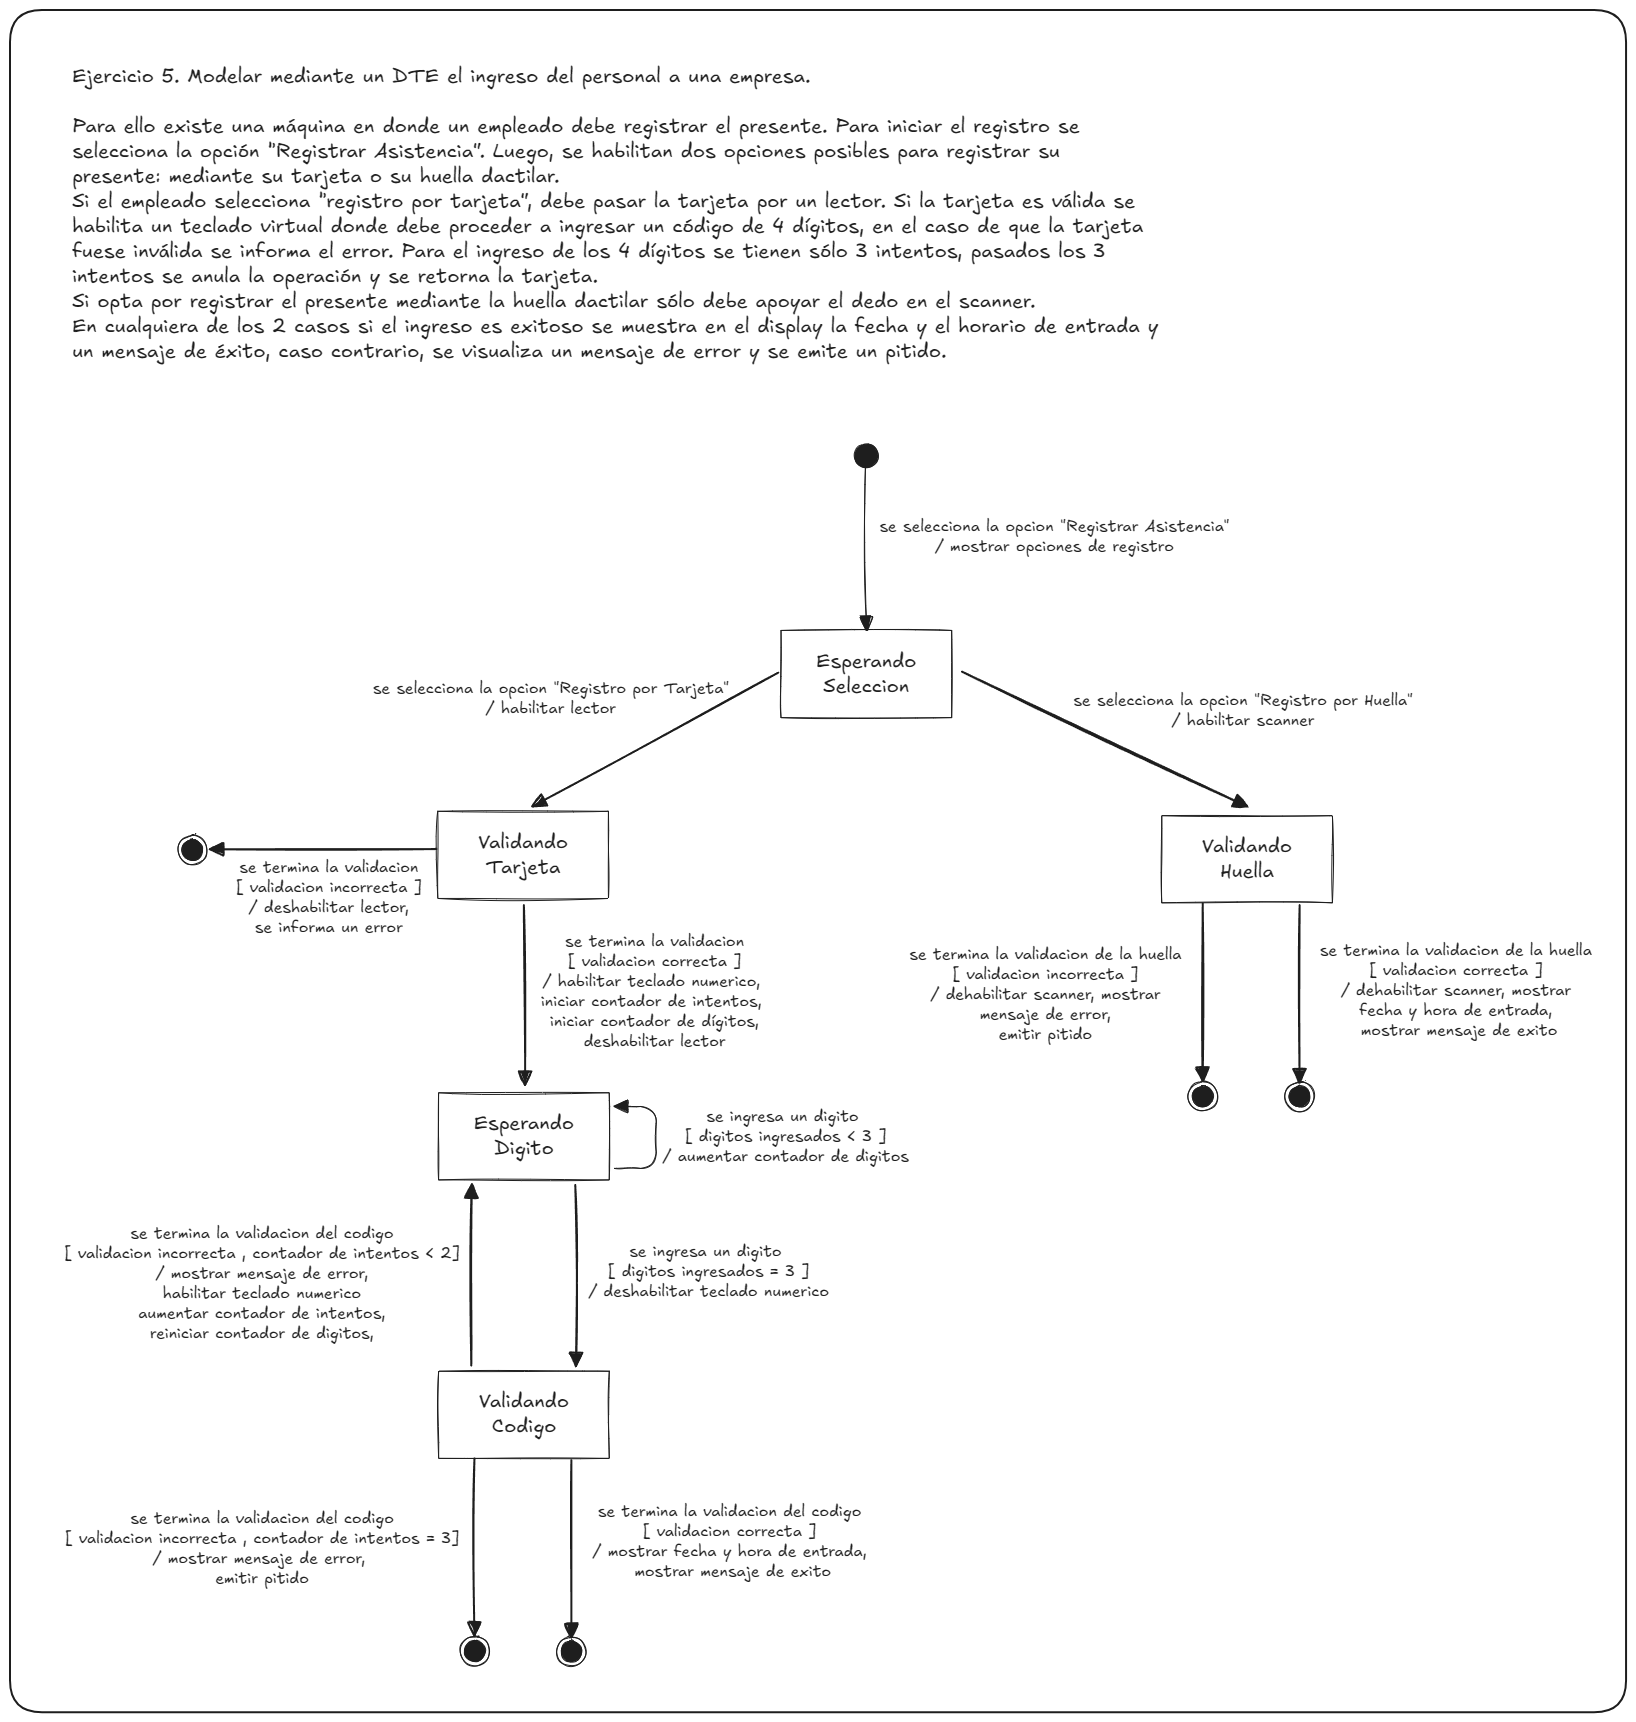 Ejercicio 5. Modelar mediante un DTE el ingreso del personal a una empresa.
Para ello existe una máquina en donde un empleado debe registrar el presente. Para iniciar el registro se
selecciona la opción "Registrar Asistencia". Luego, se habilitan dos opciones posibles para registrar su
presente: mediante su tarjeta o su huella dactilar.
Si el empleado selecciona "registro por tarjeta", debe pasar la tarjeta por un lector. Si la tarjeta es válida se
habilita un teclado virtual donde debe proceder a ingresar un código de 4 dígitos, en el caso de que la tarjeta
fuese inválida se informa el error. Para el ingreso de los 4 dígitos se tienen sólo 3 intentos, pasados los 3
intentos se anula la operación y se retorna la tarjeta.
Si opta por registrar el presente mediante la huella dactilar sólo debe apoyar el dedo en el scanner.
En cualquiera de los 2 casos si el ingreso es exitoso se muestra en el display la fecha y el horario de entrada y
un mensaje de éxito, caso contrario, se visualiza un mensaje de error y se emite un pitido.
se selecciona la opcion "Registrar Asistencia"
/ mostrar opciones de registro
Esperando
Seleccion
se selecciona la opcion "Registro por Tarjeta"
/ habilitar lector
se selecciona la opcion "Registro por Huella"
/ habilitar scanner
Validando
Tarjeta
Validando
Huella
se termina la validacion
[ validacion incorrecta ]
/ deshabilitar lector,
se informa un error
se termina la validacion
[ validacion correcta ]
/ habilitar teclado numerico,
iniciar contador de intentos,
iniciar contador de dígitos,
deshabilitar lector
se termina la validacion de la huella
[ validacion incorrecta ]
/ dehabilitar scanner, mostrar
mensaje de error,
emitir pitido
se termina la validacion de la huella
[ validacion correcta ]
/ dehabilitar scanner, mostrar
fecha y hora de entrada,
mostrar mensaje de exito
Esperando
Digito
se ingresa un digito
[ digitos ingresados < 3 ]
/ aumentar contador de digitos
se termina la validacion del codigo
[ validacion incorrecta , contador de intentos < 2]
/ mostrar mensaje de error,
habilitar teclado numerico
aumentar contador de intentos,
reiniciar contador de digitos,
se ingresa un digito
[ digitos ingresados = 3 ]
/ deshabilitar teclado numerico
Validando
Codigo
se termina la validacion del codigo
[ validacion incorrecta , contador de intentos = 3]
/ mostrar mensaje de error,
emitir pitido
se termina la validacion del codigo
[ validacion correcta ]
/ mostrar fecha y hora de entrada,
mostrar mensaje de exito